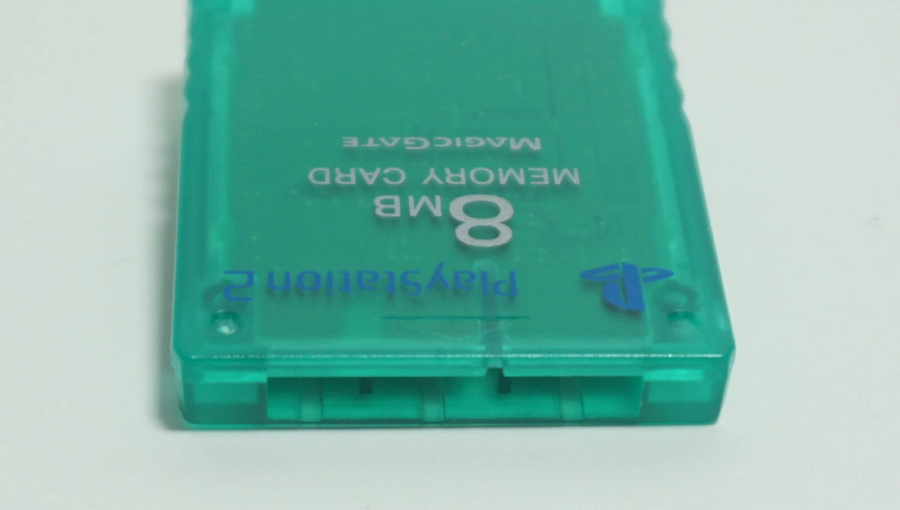 PlayStation 2
8MB
MEMORY CARD
MAGICGATE